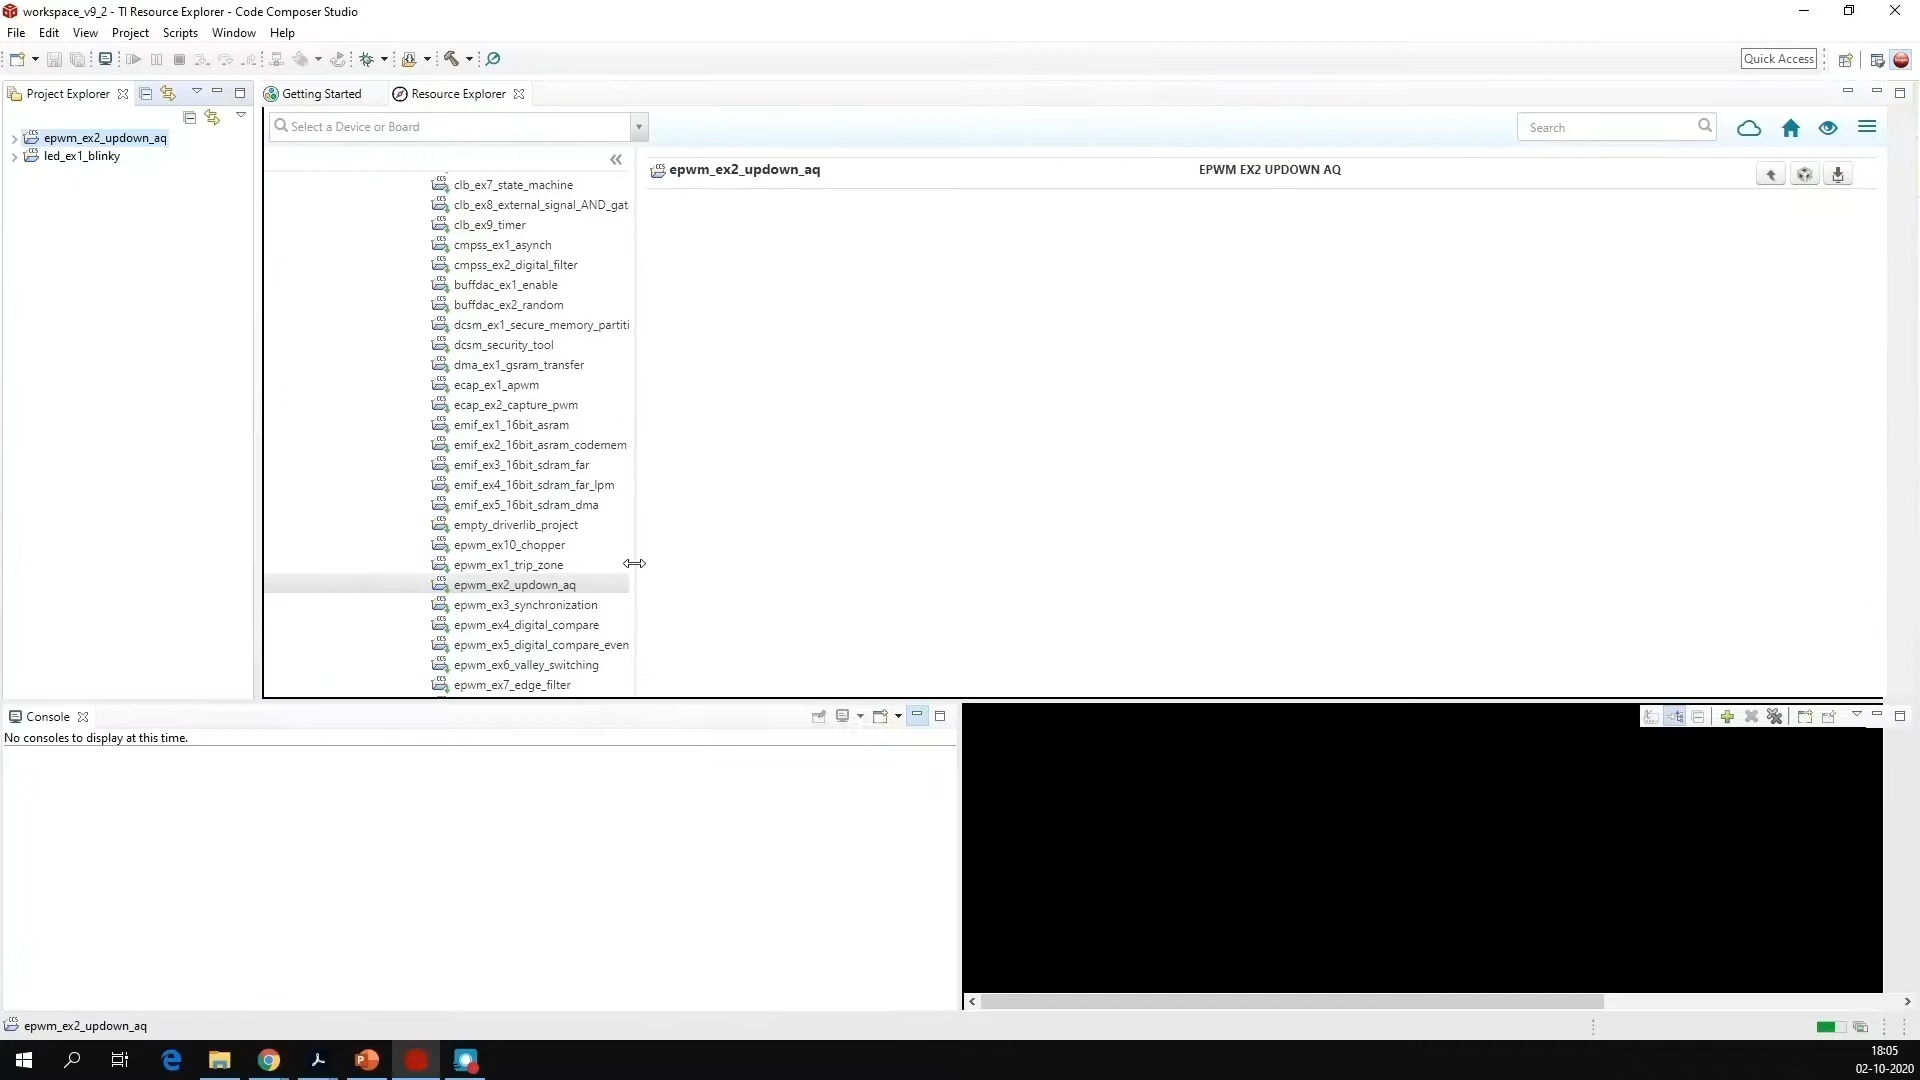 workspace_v9_2 - TI Resource Explorer - Code Composer Studio
File Edit View Project Scripts Window Help
Quick Access
Project Explorer
Getting Started
Resource Explorer
Select a Device or Board
Search
epwm_ex2_updown_aq
led_ex1_blinky
epwm_ex2_updown_aq
EPWM EX2 UPDOWN AQ
clb_ex7_state_machine
clb_ex8_external_signal_AND_gat
clb_ex9_timer
cmpss_ex1_asynch
cmpss_ex2_digital_filter
buffdac_ex1_enable
buffdac_ex2_random
dcsm_ex1_secure_memory_partiti
dcsm_security_tool
dma_ex1_gsram_transfer
ecap_ex1_apwm
ecap_ex2_capture_pwm
emif_ex1_16bit_asram
emif_ex2_16bit_asram_codemem
emif_ex3_16bit_sdram_far
emif_ex4_16bit_sdram_far_lpm
emif_ex5_16bit_sdram_dma
empty_driverlib_project
epwm_ex10_chopper
epwm_ex1_trip_zone
epwm_ex2_updown_aq
epwm_ex3_synchronization
epwm_ex4_digital_compare
epwm_ex5_digital_compare_even
epwm_ex6_valley_switching
epwm_ex7_edge_filter
Console
No consoles to display at this time.
epwm_ex2_updown_aq
18:05
02-10-2020